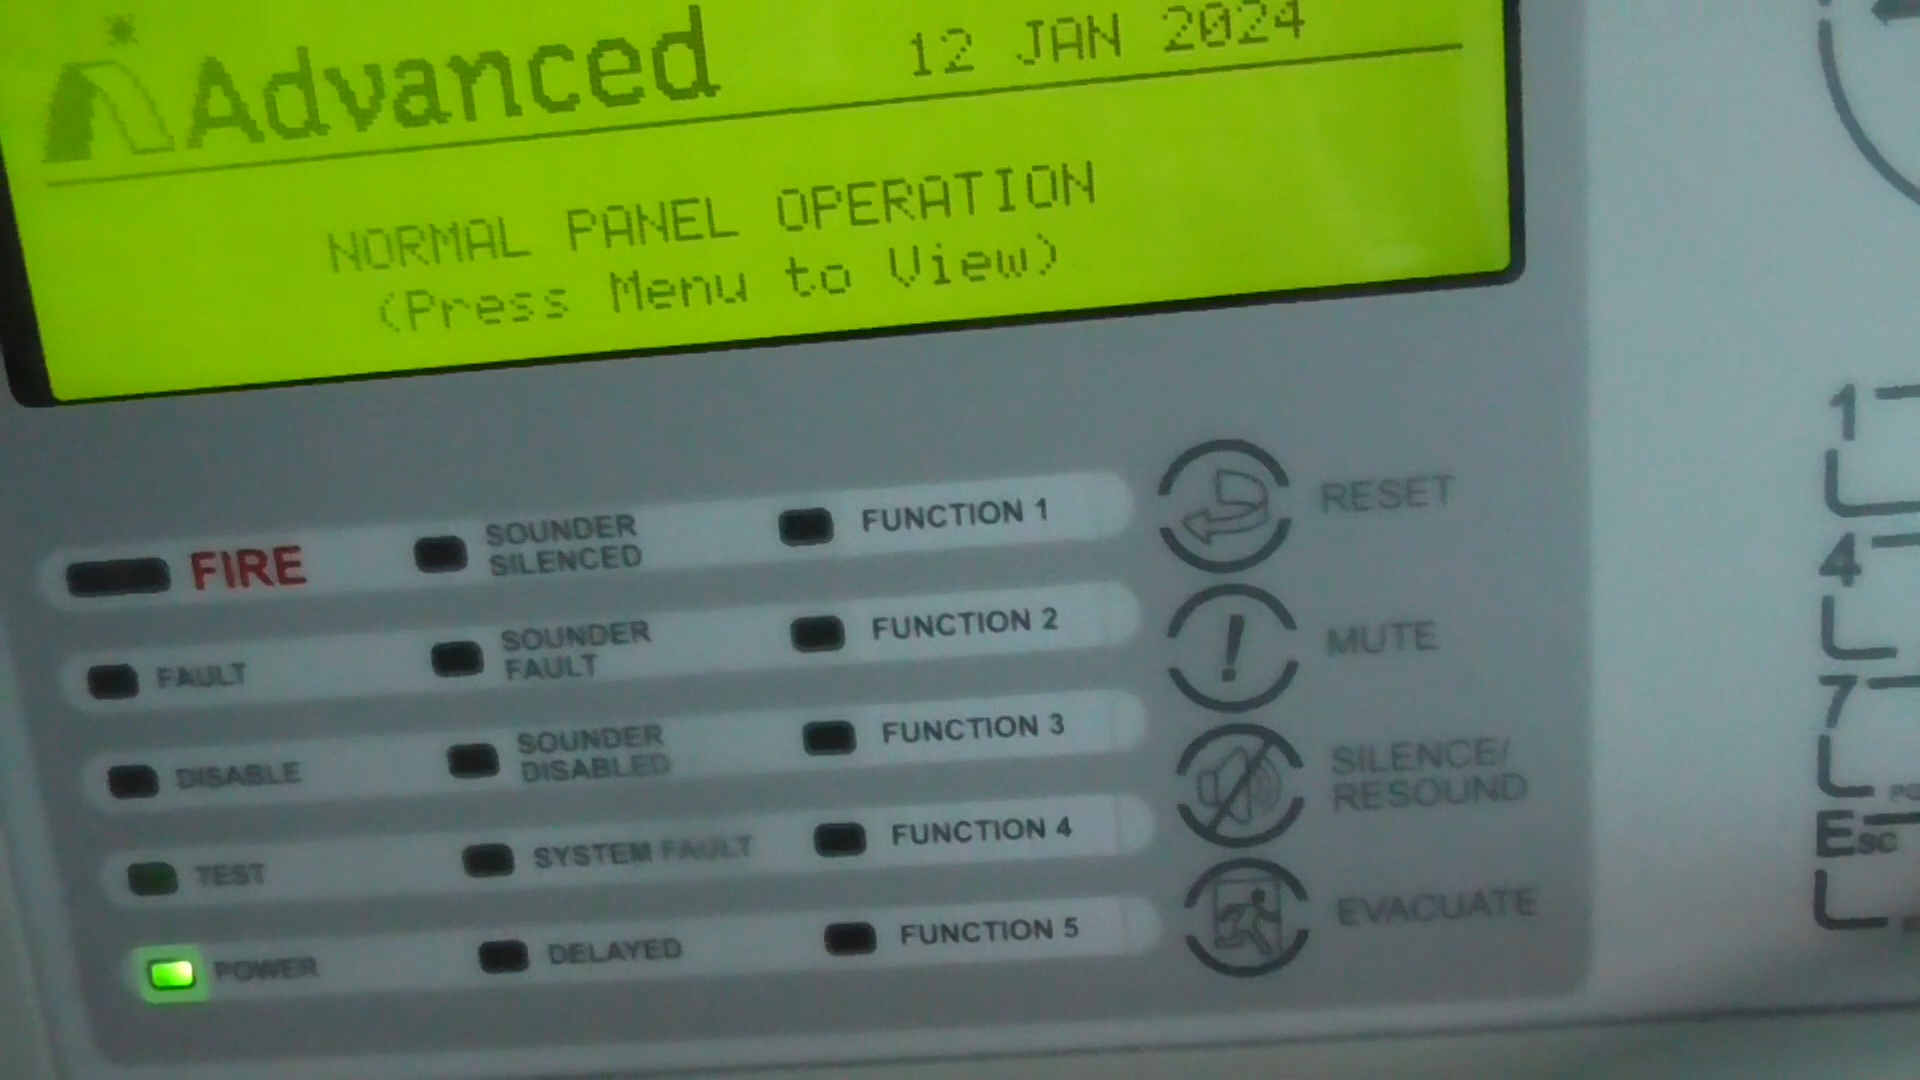 Advanced 12 JAN 2024
NORMAL PANEL OPERATION
(Press Menu to View)
FIRE
SOUNDER
SILENCED
FUNCTION 1
FAULT
SOUNDER
FAULT
FUNCTION 2
DISABLE
SOUNDER
DISABLED
FUNCTION 3
TEST
SYSTEM FAULT
FUNCTION 4
POWER
DELAYED
FUNCTION 5
RESET
MUTE
SILENCE/
RESOUND
EVACUATE
1
4
7
Esc